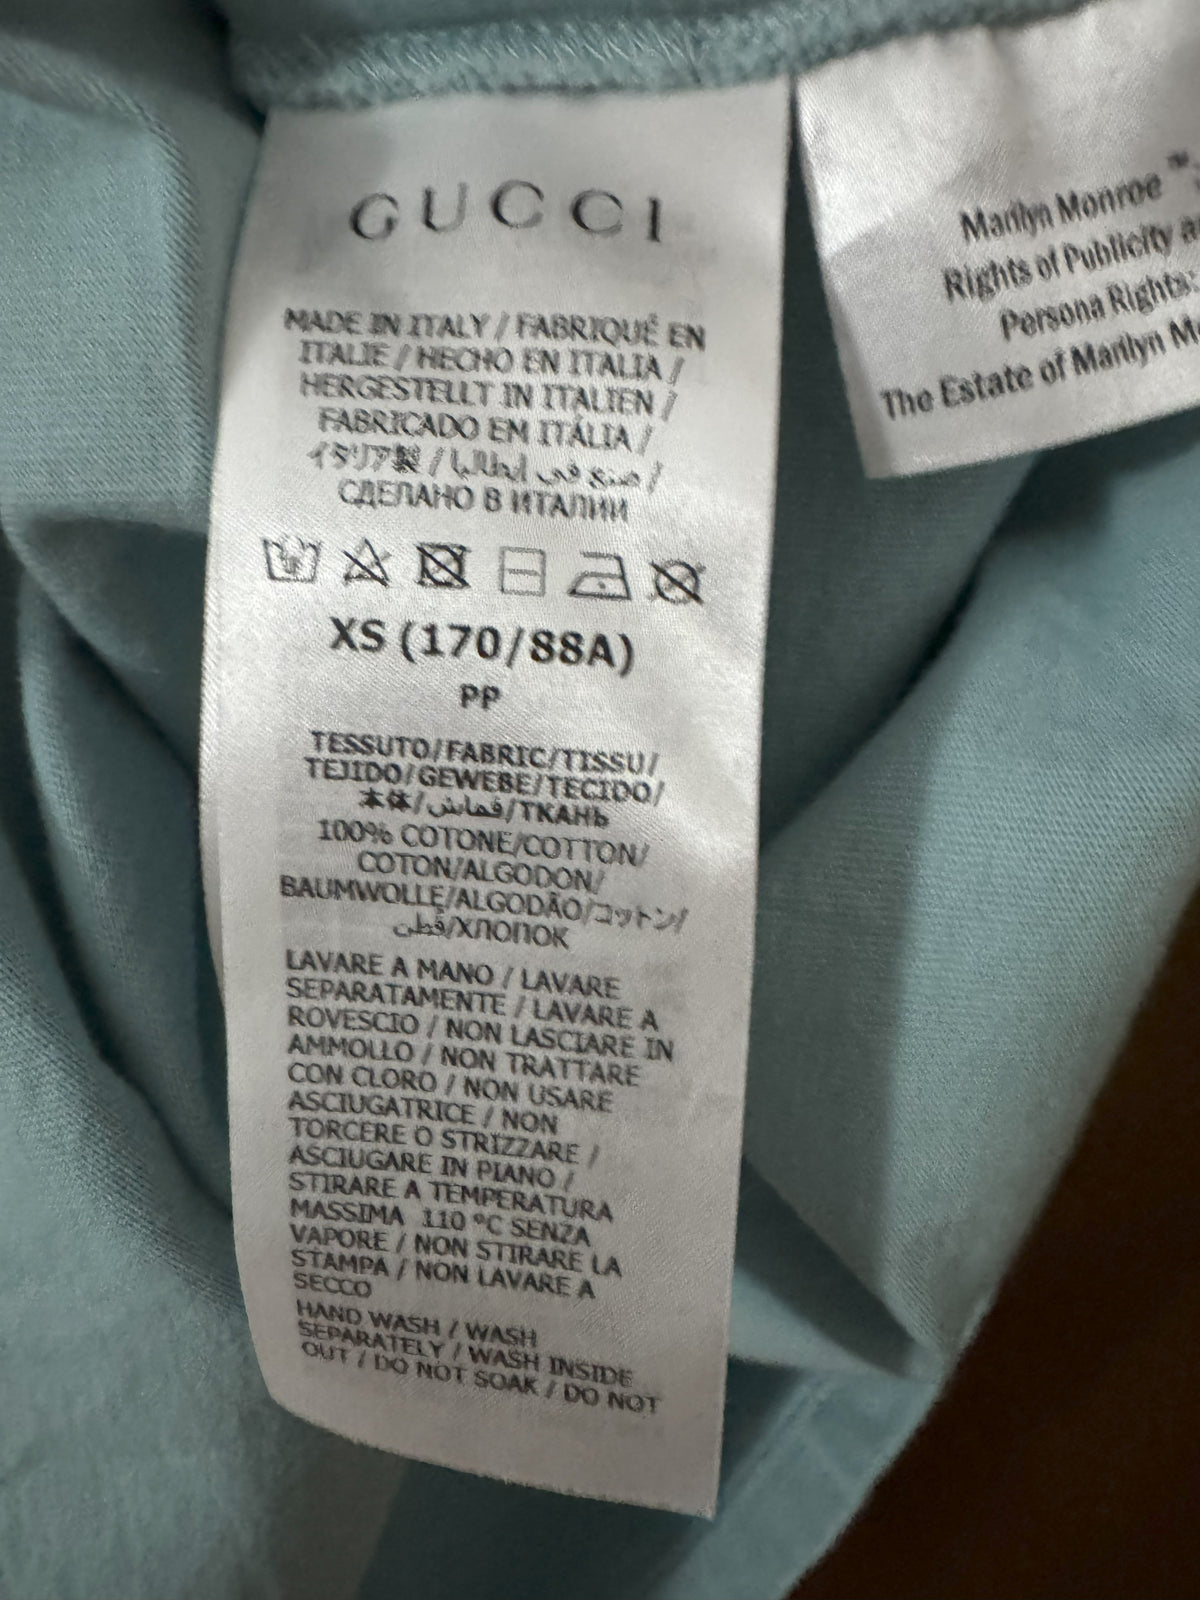 GUCCI
MADE IN ITALY / FABRIQUÉ EN
ITALIE / HECHO EN ITALIA /
HERGESTELLT IN ITALIEN /
FABRICADO EM ITÁLIA /
イタリア製 / صنع في إيطاليا /
СДЕЛАНО В ИТАЛИИ
XS (170/88A)
PP
TESSUTO/FABRIC/TISSU/
TEJIDO/GEWEBE/TECIDO/
本体/قماش/ТКАНЬ
100% COTONE/COTTON/
COTON/ALGODON/
BAUMWOLLE/ALGODÃO/コットン/
قطن/ХЛОПОК
LAVARE A MANO / LAVARE
SEPARATAMENTE / LAVARE A
ROVESCIO / NON LASCIARE IN
AMMOLLO / NON TRATTARE
CON CLORO / NON USARE
ASCIUGATRICE / NON
TORCERE O STRIZZARE /
ASCIUGARE IN PIANO /
STIRARE A TEMPERATURA
MASSIMA 110 °C SENZA
VAPORE / NON STIRARE LA
STAMPA / NON LAVARE A
SECCO
HAND WASH / WASH
SEPARATELY / WASH INSIDE
OUT / DO NOT SOAK / DO NOT
Marilyn Monroe™
Rights of Publicity
Persona Rights:
The Estate of Marilyn